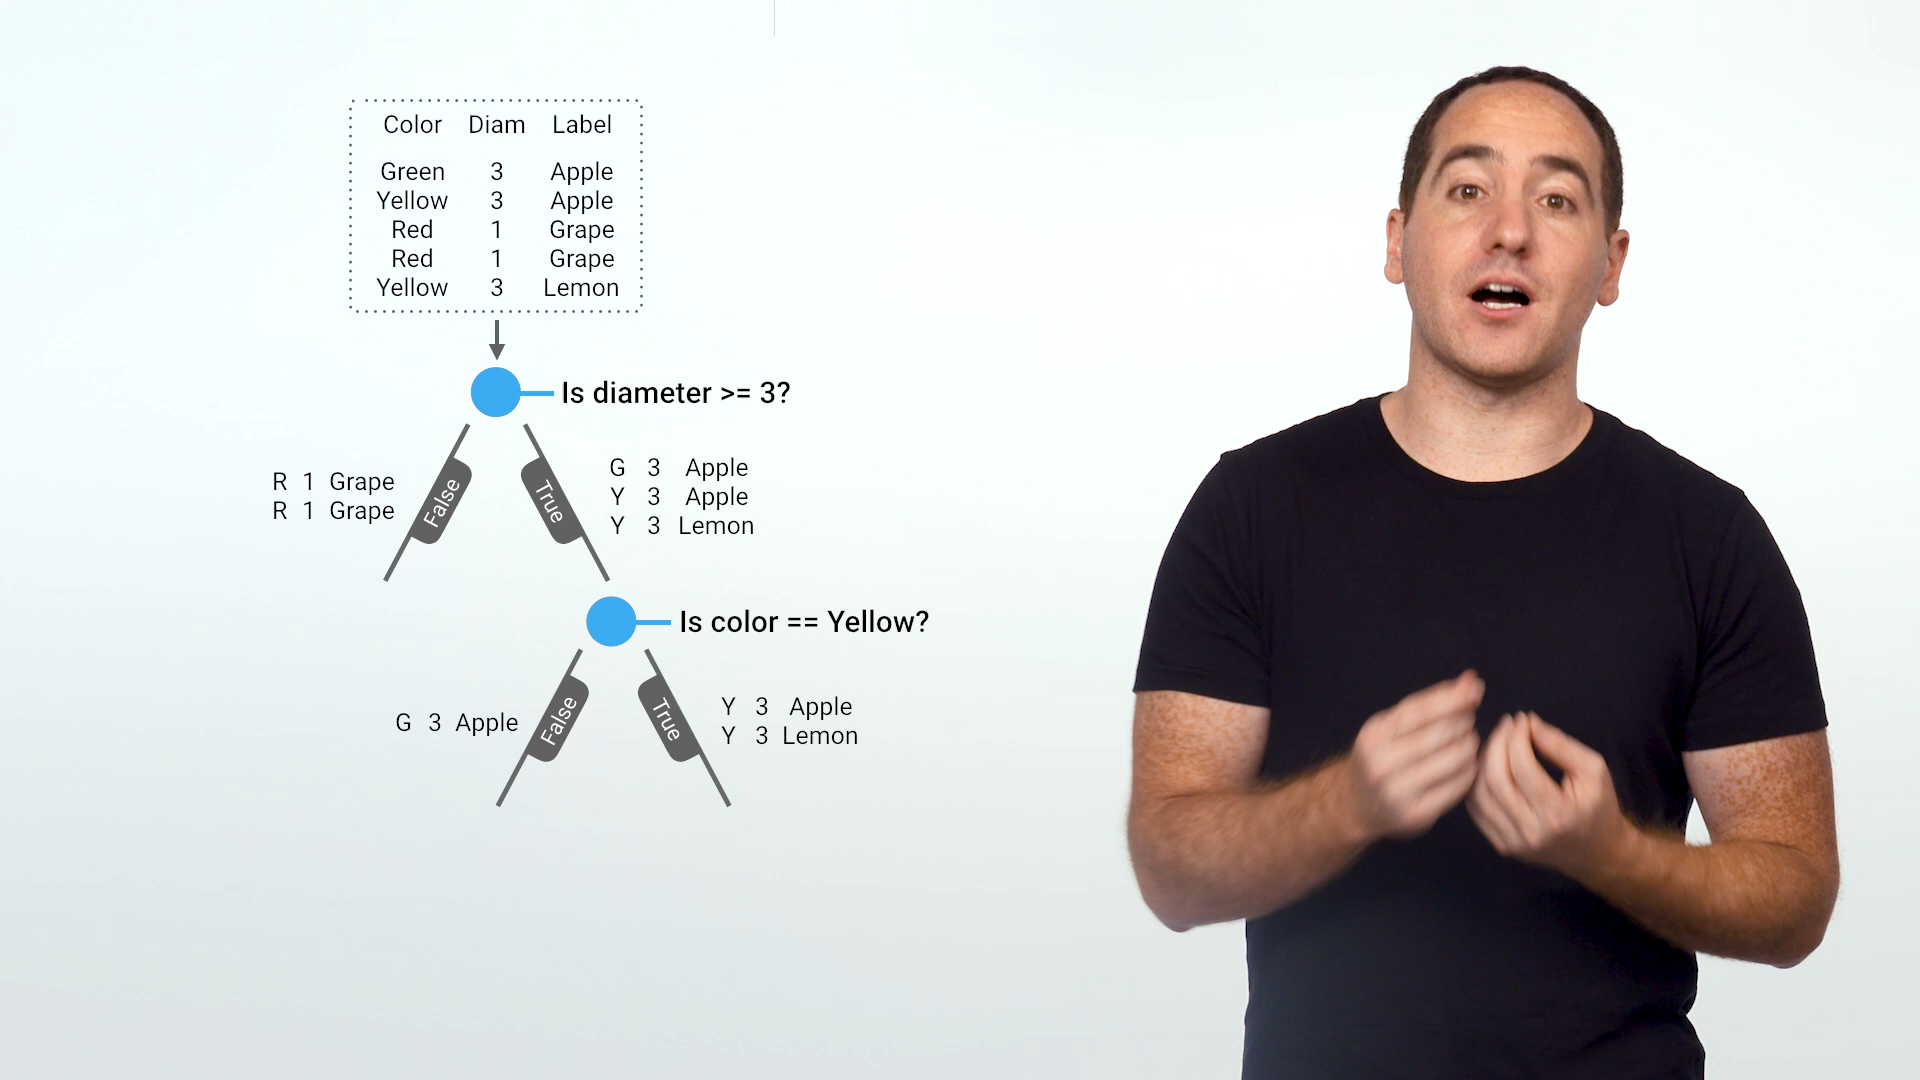 Color Diam Label
Green 3 Apple
Yellow 3 Apple
Red 1 Grape
Red 1 Grape
Yellow 3 Lemon
Is diameter >= 3?
R 1 Grape
R 1 Grape
False
True
G 3 Apple
Y 3 Apple
Y 3 Lemon
Is color == Yellow?
G 3 Apple
False
True
Y 3 Apple
Y 3 Lemon